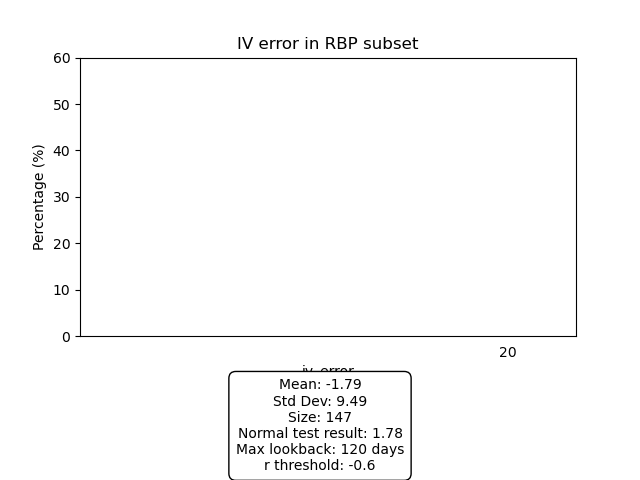 IV error in RBP subset
60
50
40
30
20
10
0
Percentage (%)
20
iv_error
Mean: -1.79
Std Dev: 9.49
Size: 147
Normal test result: 1.78
Max lookback: 120 days
r threshold: -0.6